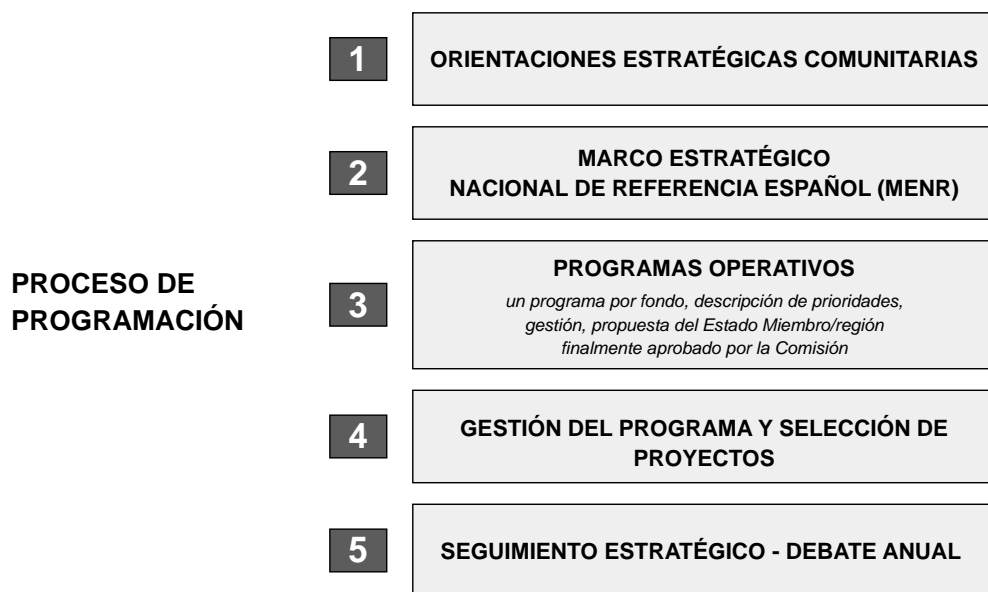 PROCESO DE
PROGRAMACIÓN
1
ORIENTACIONES ESTRATÉGICAS COMUNITARIAS
2
MARCO ESTRATÉGICO
NACIONAL DE REFERENCIA ESPAÑOL (MENR)
3
PROGRAMAS OPERATIVOS
un programa por fondo, descripción de prioridades,
gestión, propuesta del Estado Miembro/región
finalmente aprobado por la Comisión
4
GESTIÓN DEL PROGRAMA Y SELECCIÓN DE
PROYECTOS
5
SEGUIMIENTO ESTRATÉGICO - DEBATE ANUAL